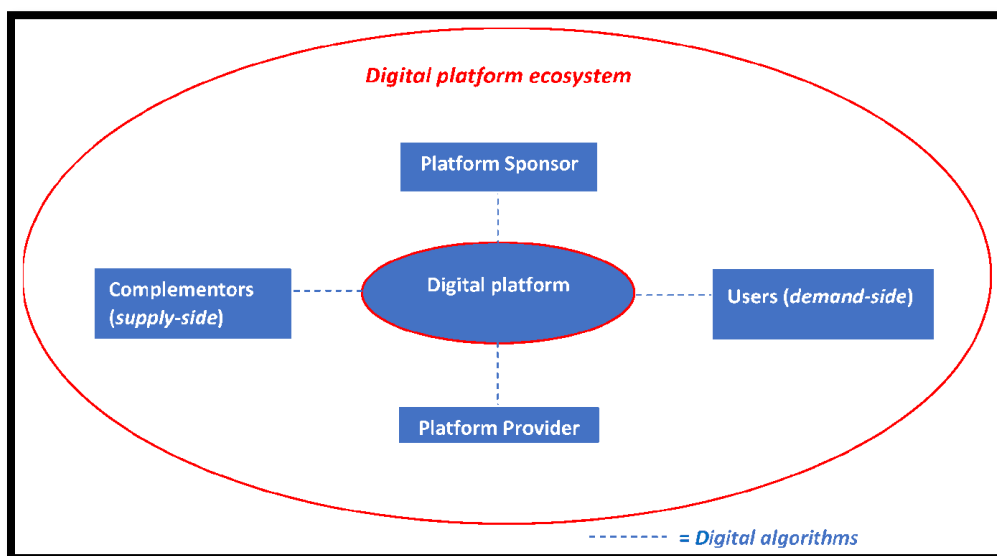 Digital platform ecosystem
Platform Sponsor
Digital platform
Complementors
(supply-side)
Users (demand-side)
Platform Provider
= Digital algorithms